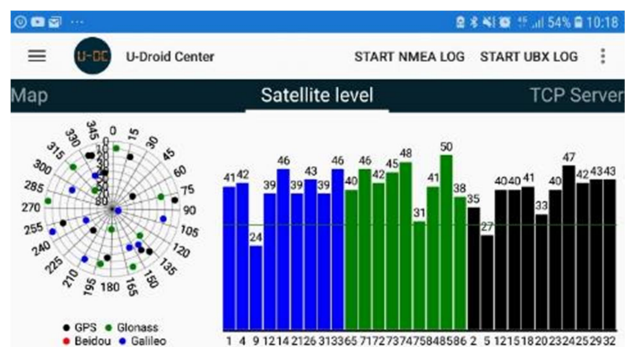 54% 10:18
U-DC U-Droid Center START NMEA LOG START UBX LOG
Map Satellite level TCP Server
345 0 15 30 45 60 75 90 105 120 135 150 165 180 195 210 225 240 255 270 285 300 315 330
80
41 42 24 39 46 39 43 39 46 40 46 42 45 48 31 41 50 38 35 27 40 40 41 33 40 47 42 43 43
1 4 9 12 14 21 26 31 33 65 71 72 73 74 75 84 85 86 2 5 12 15 18 20 23 24 25 29 32
GPS Glonass
Beidou Galileo